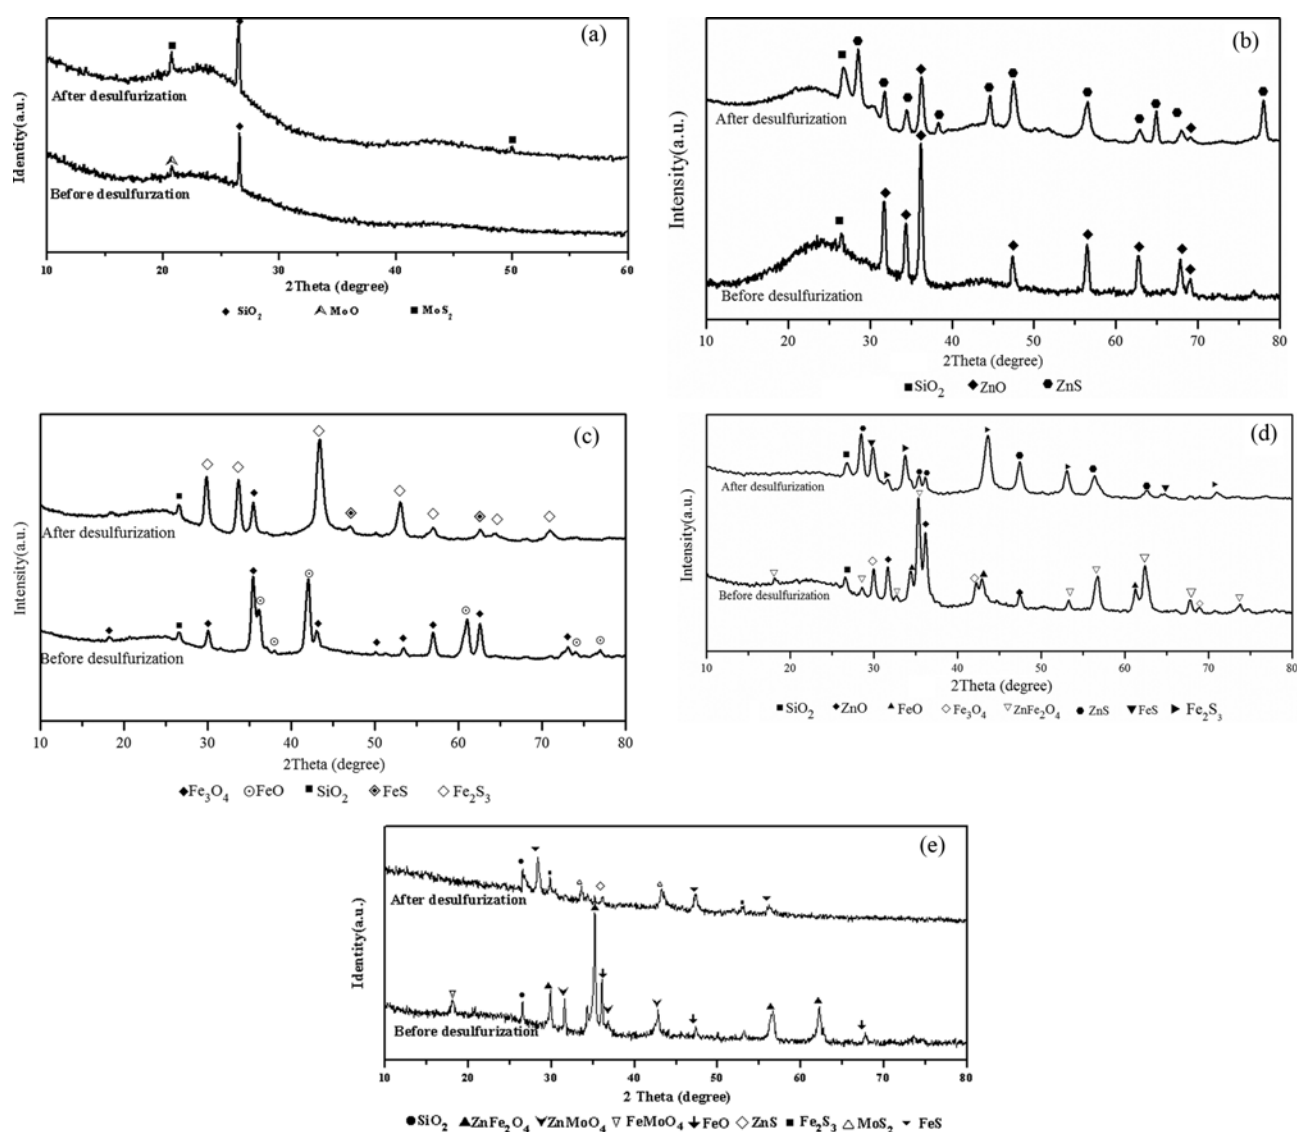 (a)
Identity(a.u.)
After desulfurization
Before desulfurzation
10 20 30 40 50 60
2Theta (degree)
SiO2 MoO MoS2
(b)
Intensity(a.u.)
After desulfurization
Before desulfurization
10 20 30 40 50 60 70 80
2Theta (degree)
SiO2 ZnO ZnS
(c)
Intensity(a.u.)
After desulfurization
Before desulfurization
10 20 30 40 50 60 70 80
2Theta (degree)
Fe3O4 FeO SiO2 FeS Fe2S3
(d)
Intensity(a.u.)
After desulfurization
Before desulfurization
10 20 30 40 50 60 70 80
2Theta (degree)
SiO2 ZnO FeO Fe3O4 ZnFe2O4 ZnS FeS Fe2S3
(e)
Identity(a.u.)
After desulfurization
Before desulfurization
10 20 30 40 50 60 70 80
2 Theta (degree)
SiO2 ZnFe2O4 ZnMoO4 FeMoO4 FeO ZnS Fe2S3 MoS2 FeS